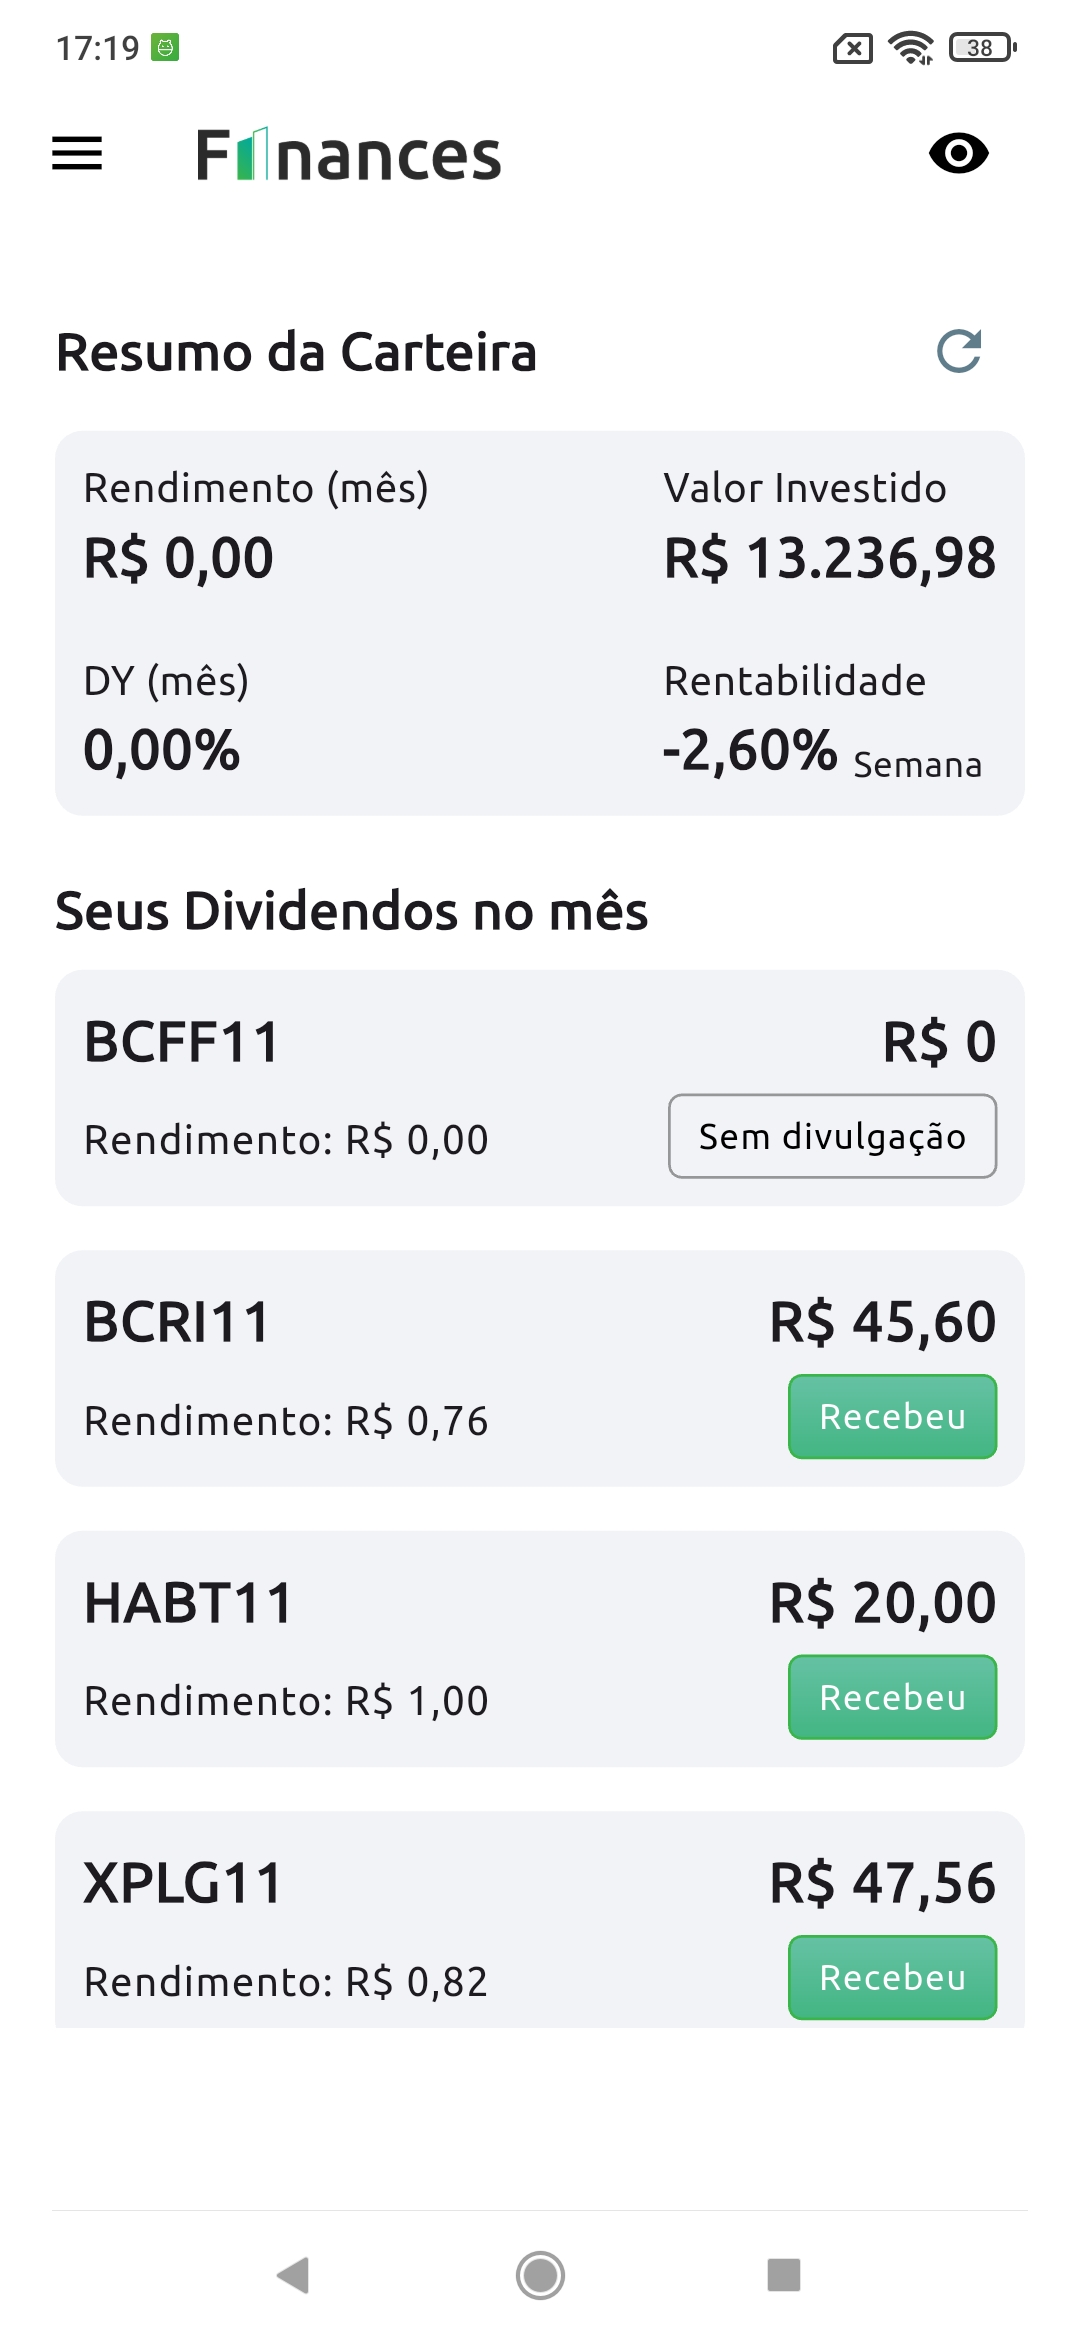 17:19
38
Finances
Resumo da Carteira
Rendimento (mês)
R$ 0,00
Valor Investido
R$ 13.236,98
DY (mês)
0,00%
Rentabilidade
-2,60% Semana
Seus Dividendos no mês
BCFF11
R$ 0
Rendimento: R$ 0,00
Sem divulgação
BCRI11
R$ 45,60
Rendimento: R$ 0,76
Recebeu
HABT11
R$ 20,00
Rendimento: R$ 1,00
Recebeu
XPLG11
R$ 47,56
Rendimento: R$ 0,82
Recebeu